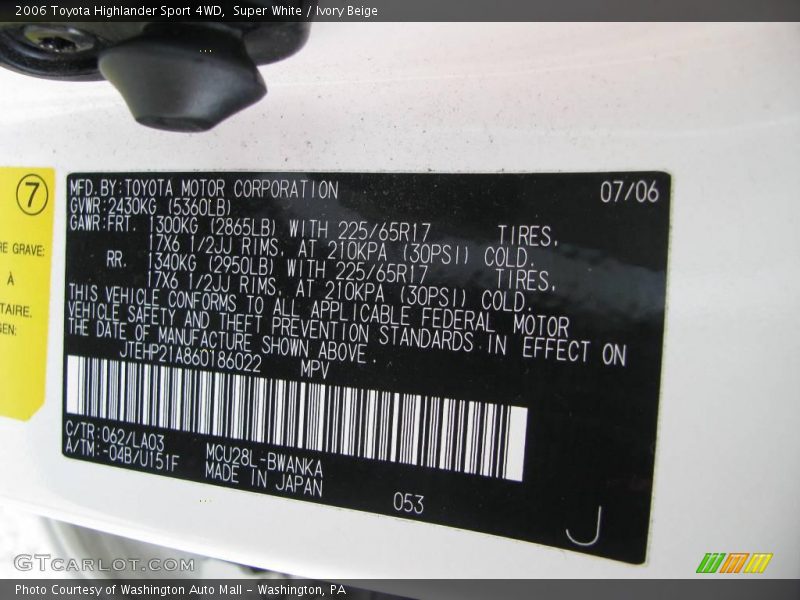 2006 Toyota Highlander Sport 4WD,  Super White / Ivory Beige
7
RE GRAVE:
À
TAIRE.
SEN:
MFD. BY: TOYOTA MOTOR CORPORATION 07/06
GVWR: 2430KG (5360LB)
GAWR: FRT. 1300KG (2865LB) WITH 225/65R17 TIRES,
17X6 1/2JJ RIMS, AT 210KPA (30PSI) COLD.
RR. 1340KG (2950LB) WITH 225/65R17 TIRES,
17X6 1/2JJ RIMS, AT 210KPA (30PSI) COLD.
THIS VEHICLE CONFORMS TO ALL APPLICABLE FEDERAL MOTOR
VEHICLE SAFETY AND THEFT PREVENTION STANDARDS IN EFFECT ON
THE DATE OF MANUFACTURE SHOWN ABOVE.
JTEHP21A860186022 MPV
C/TR: 062/LA03 MCU28L-BWANKA
A/TM: -04B/U151F MADE IN JAPAN
053
J
GTCARLOT.COM
Photo Courtesy of Washington Auto Mall - Washington, PA